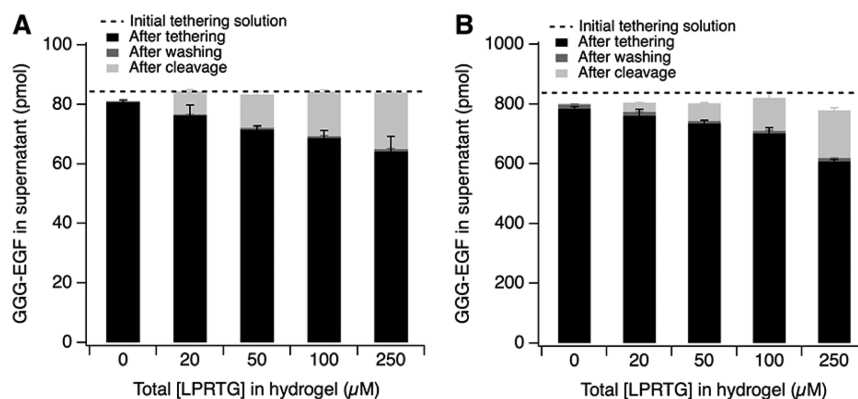 A
Initial tethering solution
After tethering
After washing
After cleavage
GGG-EGF in supernatant (pmol)
100
80
60
40
20
0
0 20 50 100 250
Total [LPRTG] in hydrogel (µM)
B
Initial tethering solution
After tethering
After washing
After cleavage
GGG-EGF in supernatant (pmol)
1000
800
600
400
200
0
0 20 50 100 250
Total [LPRTG] in hydrogel (µM)